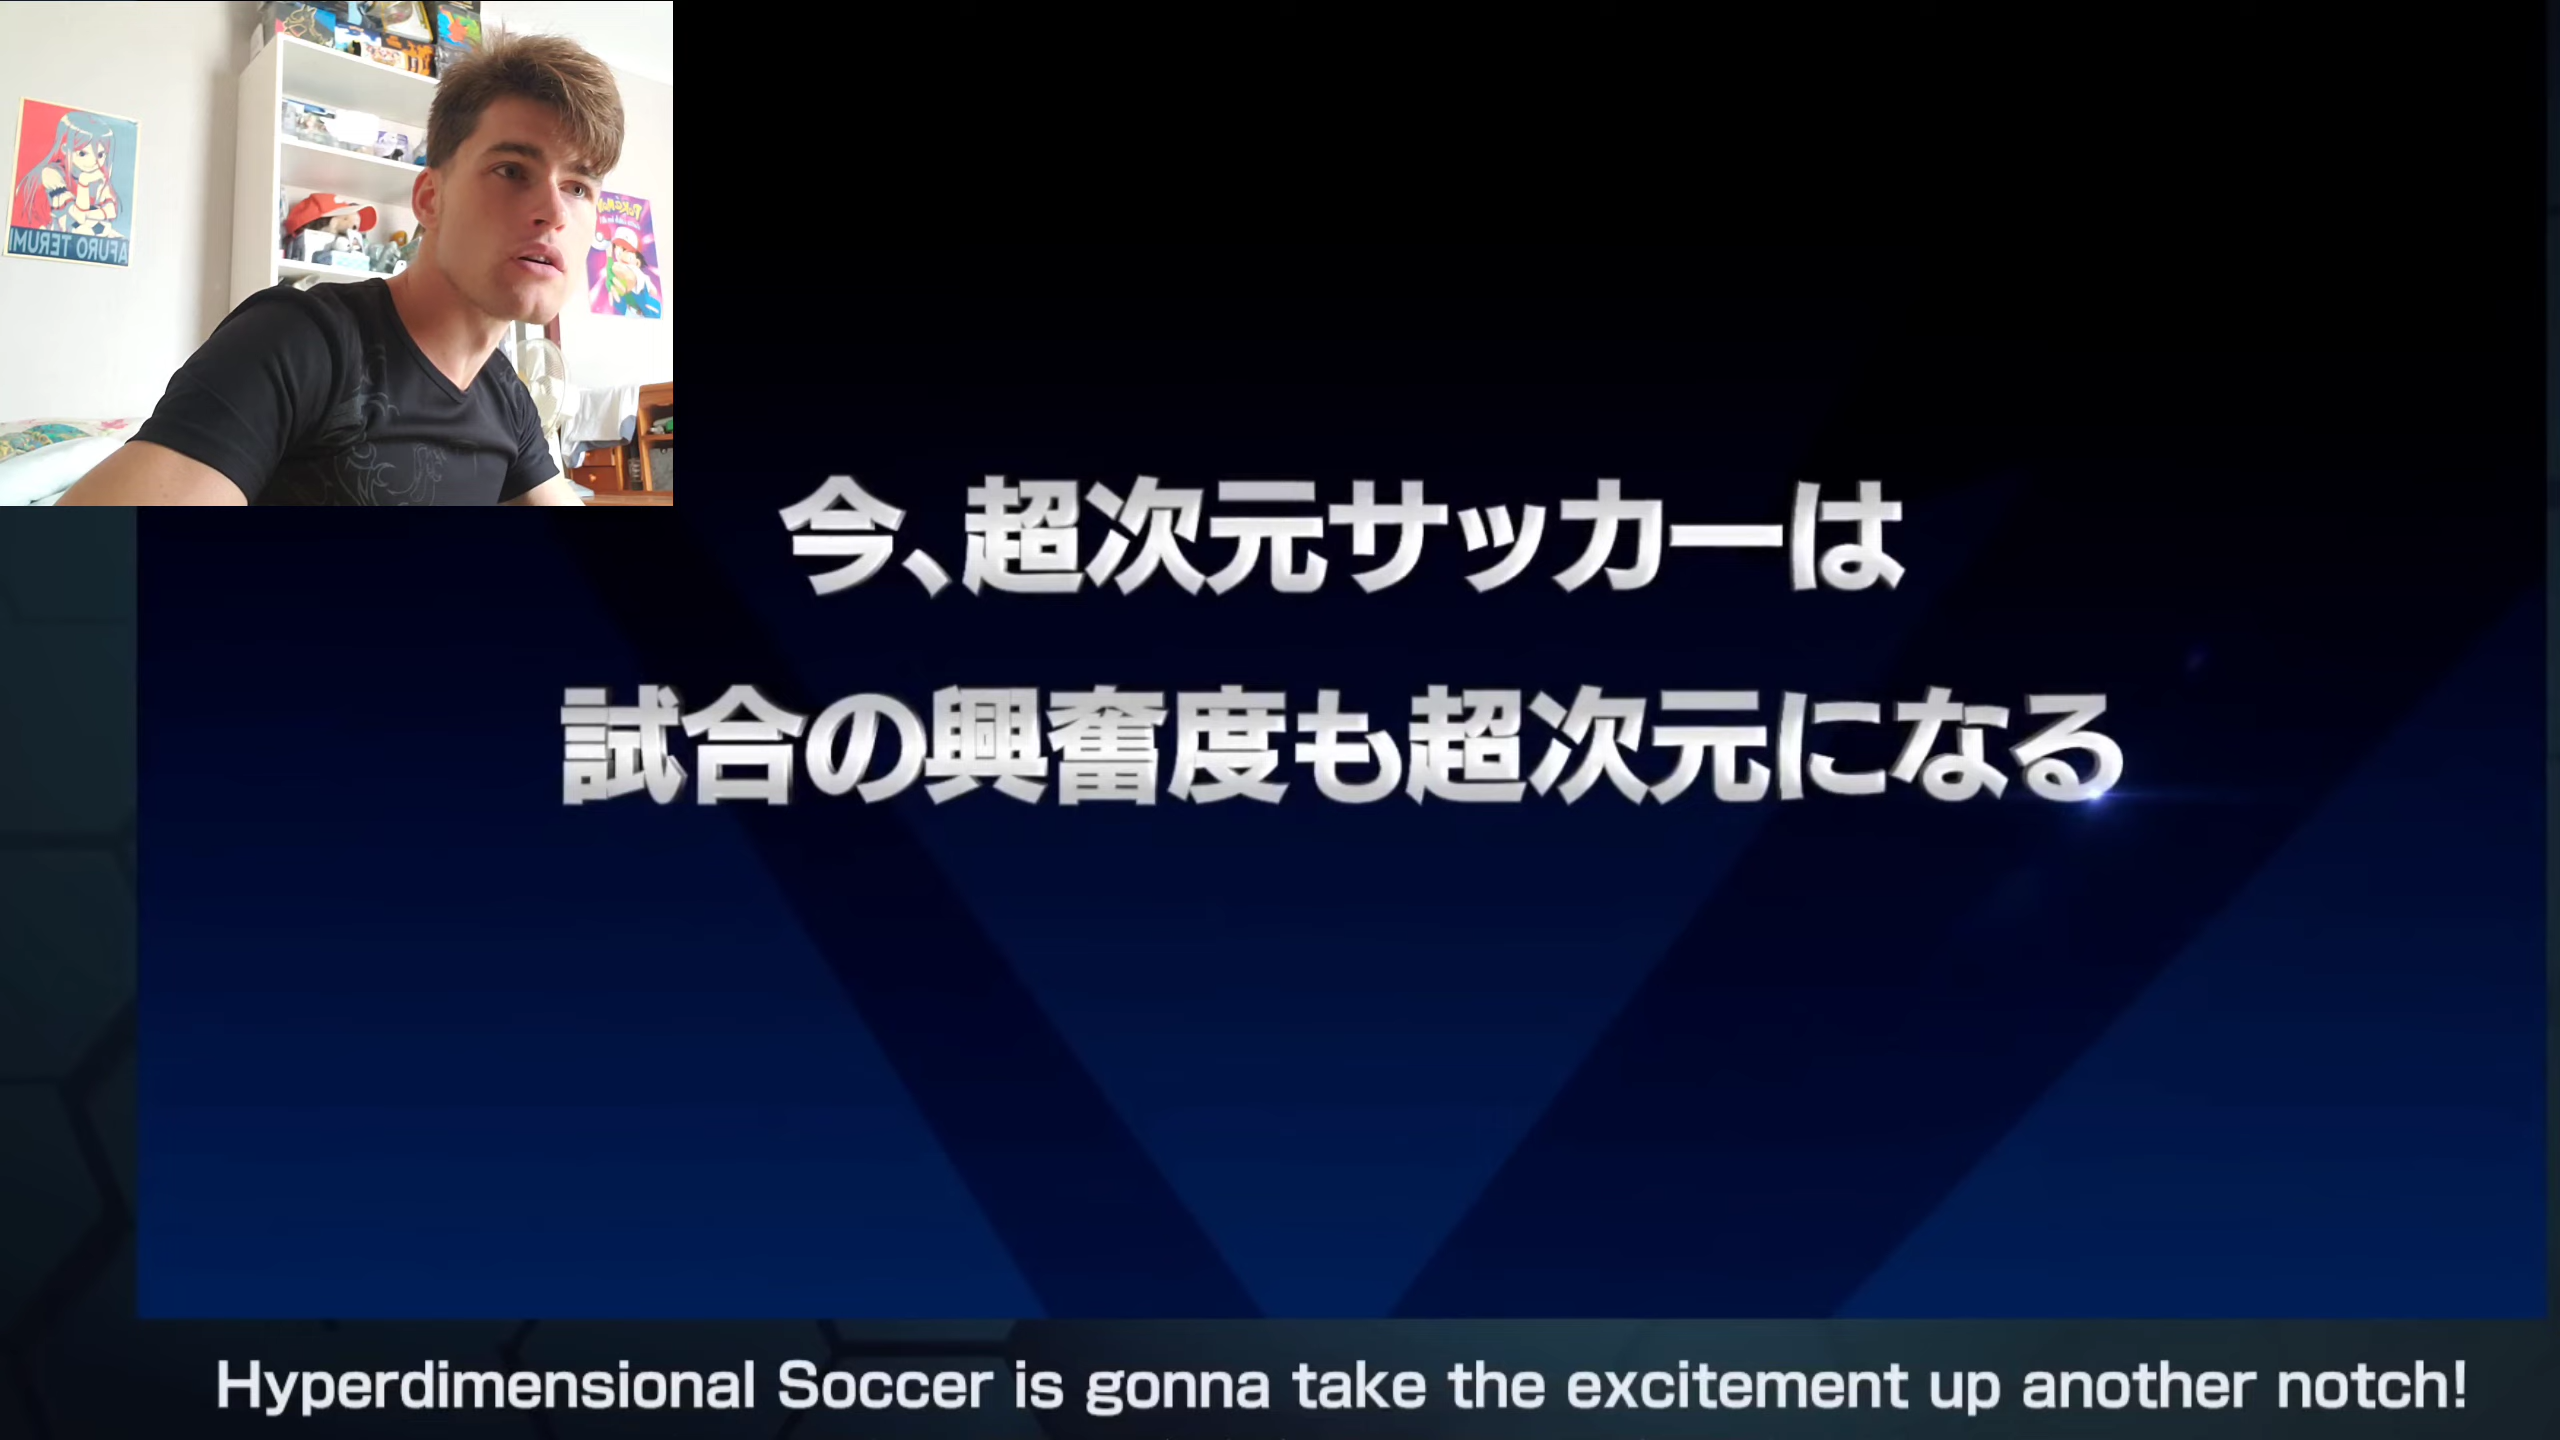 AFURO TERUMI
POKéMON
今、超次元サッカーは
試合の興奮度も超次元になる
Hyperdimensional Soccer is gonna take the excitement up another notch!